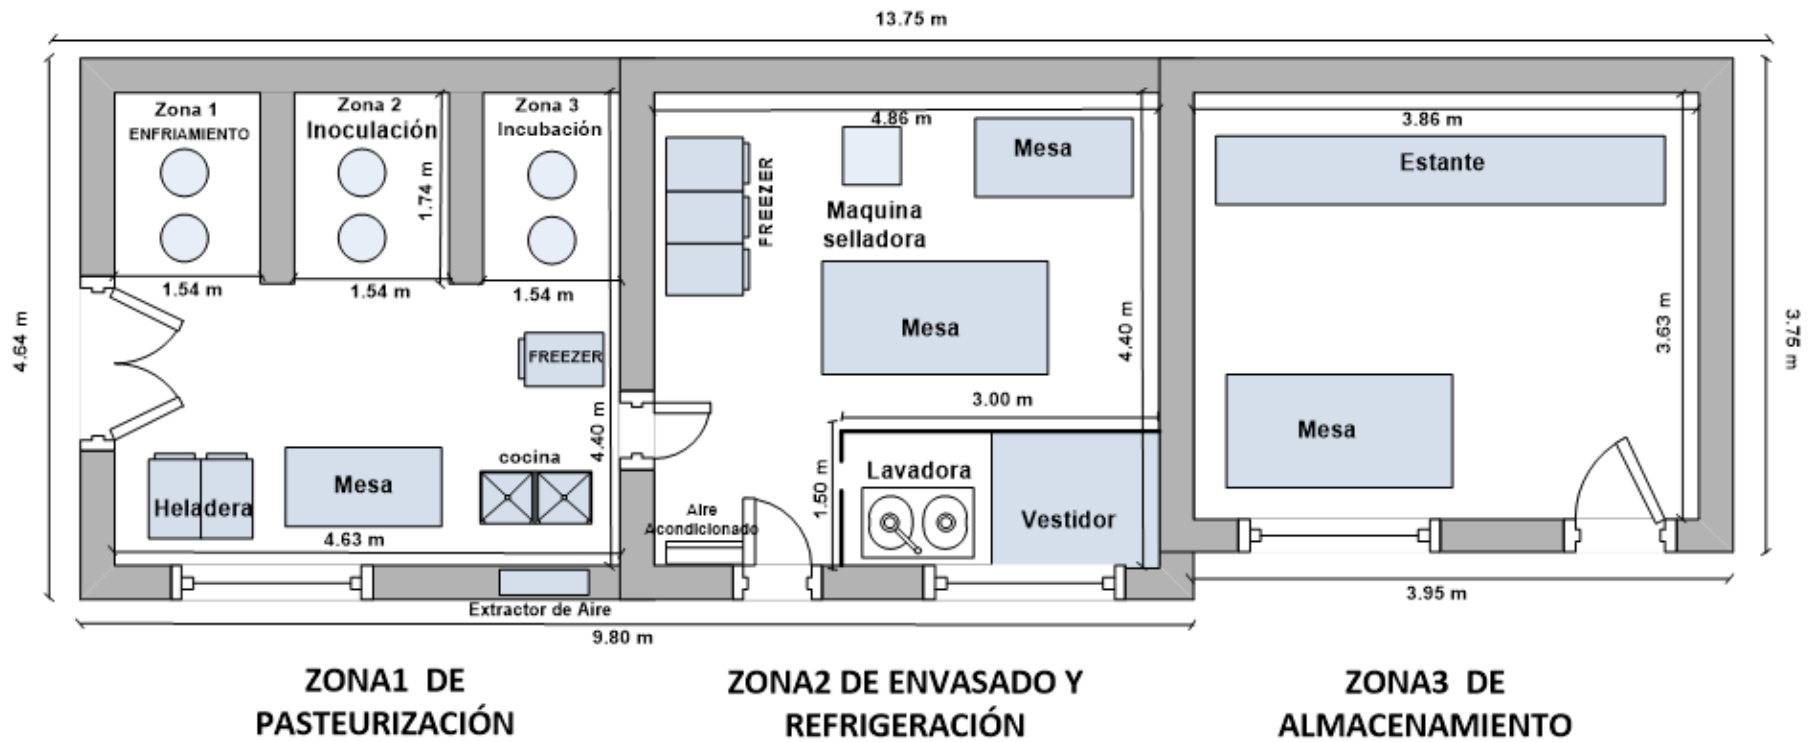 13.75 m
Zona 1
ENFRIAMIENTO
Zona 2
Inoculación
Zona 3
Incubación
1.74 m
1.54 m
1.54 m
1.54 m
4.64 m
FREEZER
4.40 m
cocina
Heladera
Mesa
4.63 m
Extractor de Aire
4.86 m
FREEZER
Maquina
selladora
Mesa
Mesa
4.40 m
3.00 m
1.50 m
Lavadora
Vestidor
Aire
Acondicionado
9.80 m
3.86 m
Estante
3.63 m
3.75 m
Mesa
3.95 m
ZONA1 DE
PASTEURIZACIÓN
ZONA2 DE ENVASADO Y
REFRIGERACIÓN
ZONA3 DE
ALMACENAMIENTO